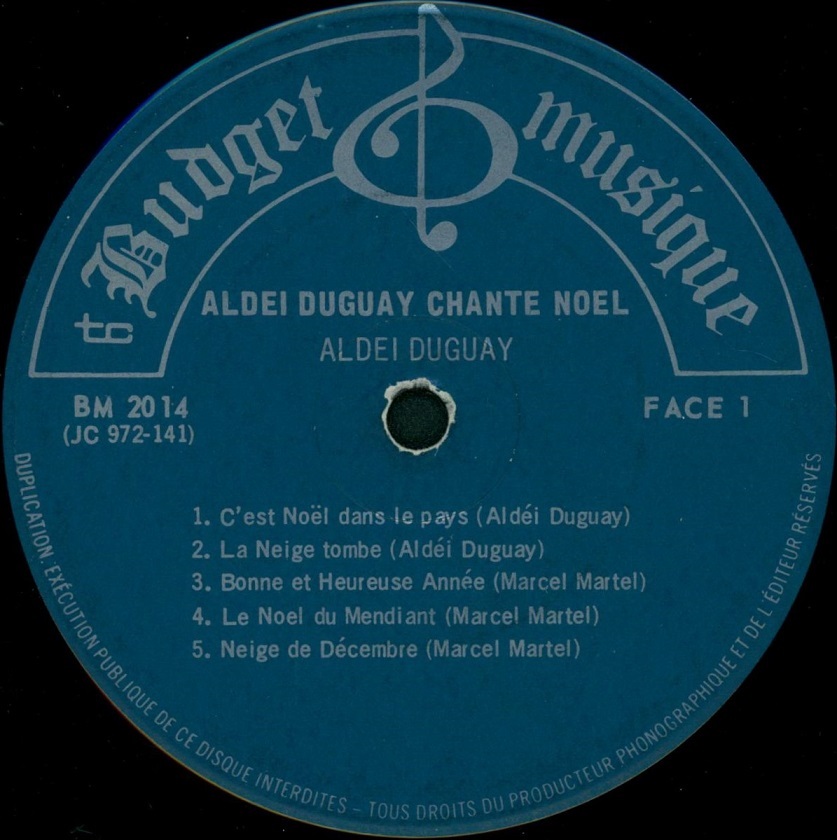 Budget musique
ALDEI DUGUAY CHANTE NOEL
ALDEI DUGUAY
BM 2014
(JC 972-141)
FACE 1
1. C'est Noël dans le pays (Aldéi Duguay)
2. La Neige tombe (Aldéi Duguay)
3. Bonne et Heureuse Année (Marcel Martel)
4. Le Noel du Mendiant (Marcel Martel)
5. Neige de Décembre (Marcel Martel)
DUPLICATION. EXÉCUTION PUBLIQUE DE CE DISQUE INTERDITES – TOUS DROITS DU PRODUCTEUR PHONOGRAPHIQUE ET DE L'ÉDITEUR RÉSERVÉS